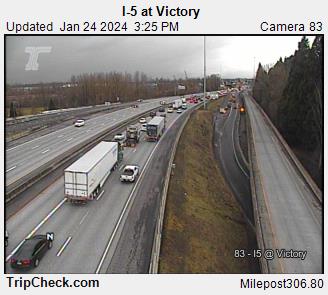 I-5 at Victory
Updated  Jan 24 2024  3:25 PM
Camera 83
T
N
83 - I5 @ Victory
TripCheck.com
Milepost306.80